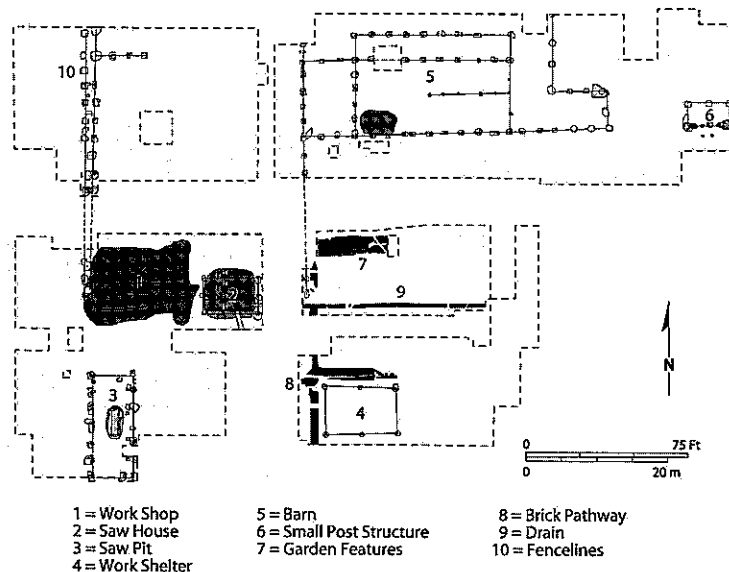 10
5
6
1
2
7
9
N
3
8
4
0 75 Ft
0 20 m
1 = Work Shop
2 = Saw House
3 = Saw Pit
4 = Work Shelter
5 = Barn
6 = Small Post Structure
7 = Garden Features
8 = Brick Pathway
9 = Drain
10 = Fencelines